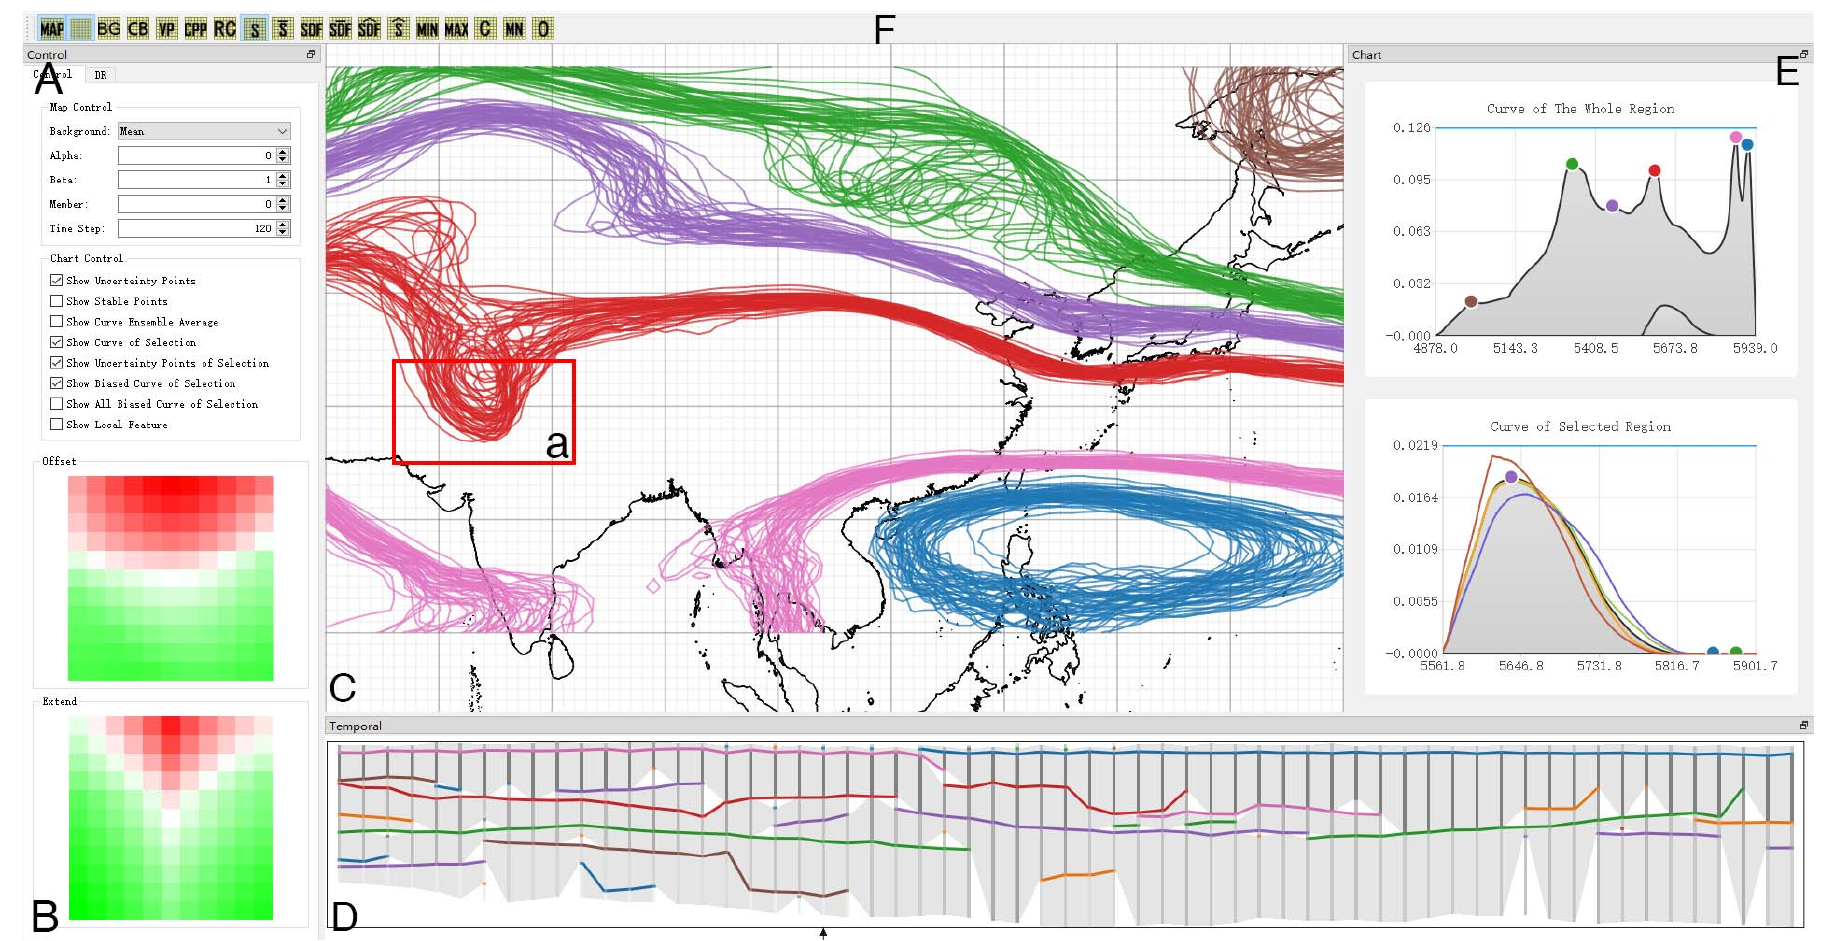 MAP BG CB VP CPP RC S S̅ SDF S̅D̅F̅ ŜDF Ŝ MIN MAX C MN O
F
Control
A
Control DR
Map Control
Background: Mean
Alpha: 0
Beta: 1
Member: 0
Time Step: 120
Chart Control
Show Uncertainty Points
Show Stable Points
Show Curve Ensemble Average
Show Curve of Selection
Show Uncertainty Points of Selection
Show Biased Curve of Selection
Show All Biased Curve of Selection
Show Local Feature
Offset
Extend
B
a
C
Chart
E
Curve of The Whole Region
0.126
0.095
0.063
0.032
-0.000
4878.0 5143.3 5408.5 5673.8 5939.0
Curve of Selected Region
0.0219
0.0164
0.0109
0.0055
-0.0000
5561.8 5646.8 5731.8 5816.7 5901.7
Temporal
D